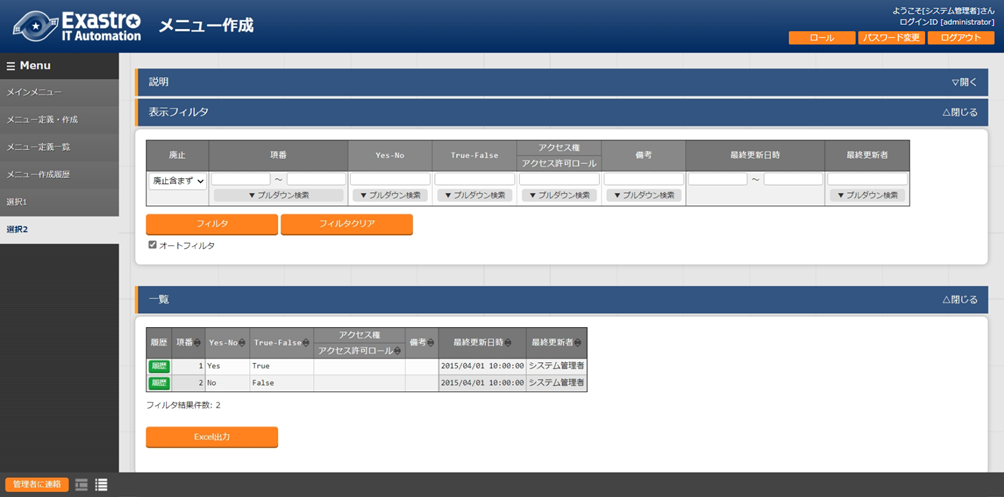 Exastro
IT Automation
メニュー作成
ようこそ[システム管理者]さん
ログインID [administrator]
ロール パスワード変更 ログアウト
Menu
メインメニュー
メニュー定義・作成
メニュー定義一覧
メニュー作成履歴
選択1
選択2
説明 ▽開く
表示フィルタ △閉じる
廃止 項番 Yes-No True-False アクセス権 備考 最終更新日時 最終更新者
アクセス許可ロール
廃止含まず ～ ～
▼ プルダウン検索 ▼ プルダウン検索 ▼ プルダウン検索 ▼ プルダウン検索 ▼ プルダウン検索 ▼ プルダウン検索
フィルタ フィルタクリア
オートフィルタ
一覧 △閉じる
履歴 項番 Yes-No True-False アクセス権 備考 最終更新日時 最終更新者
アクセス許可ロール
履歴 1 Yes True 2015/04/01 10:00:00 システム管理者
履歴 2 No False 2015/04/01 10:00:00 システム管理者
フィルタ結果件数: 2
Excel出力
管理者に連絡